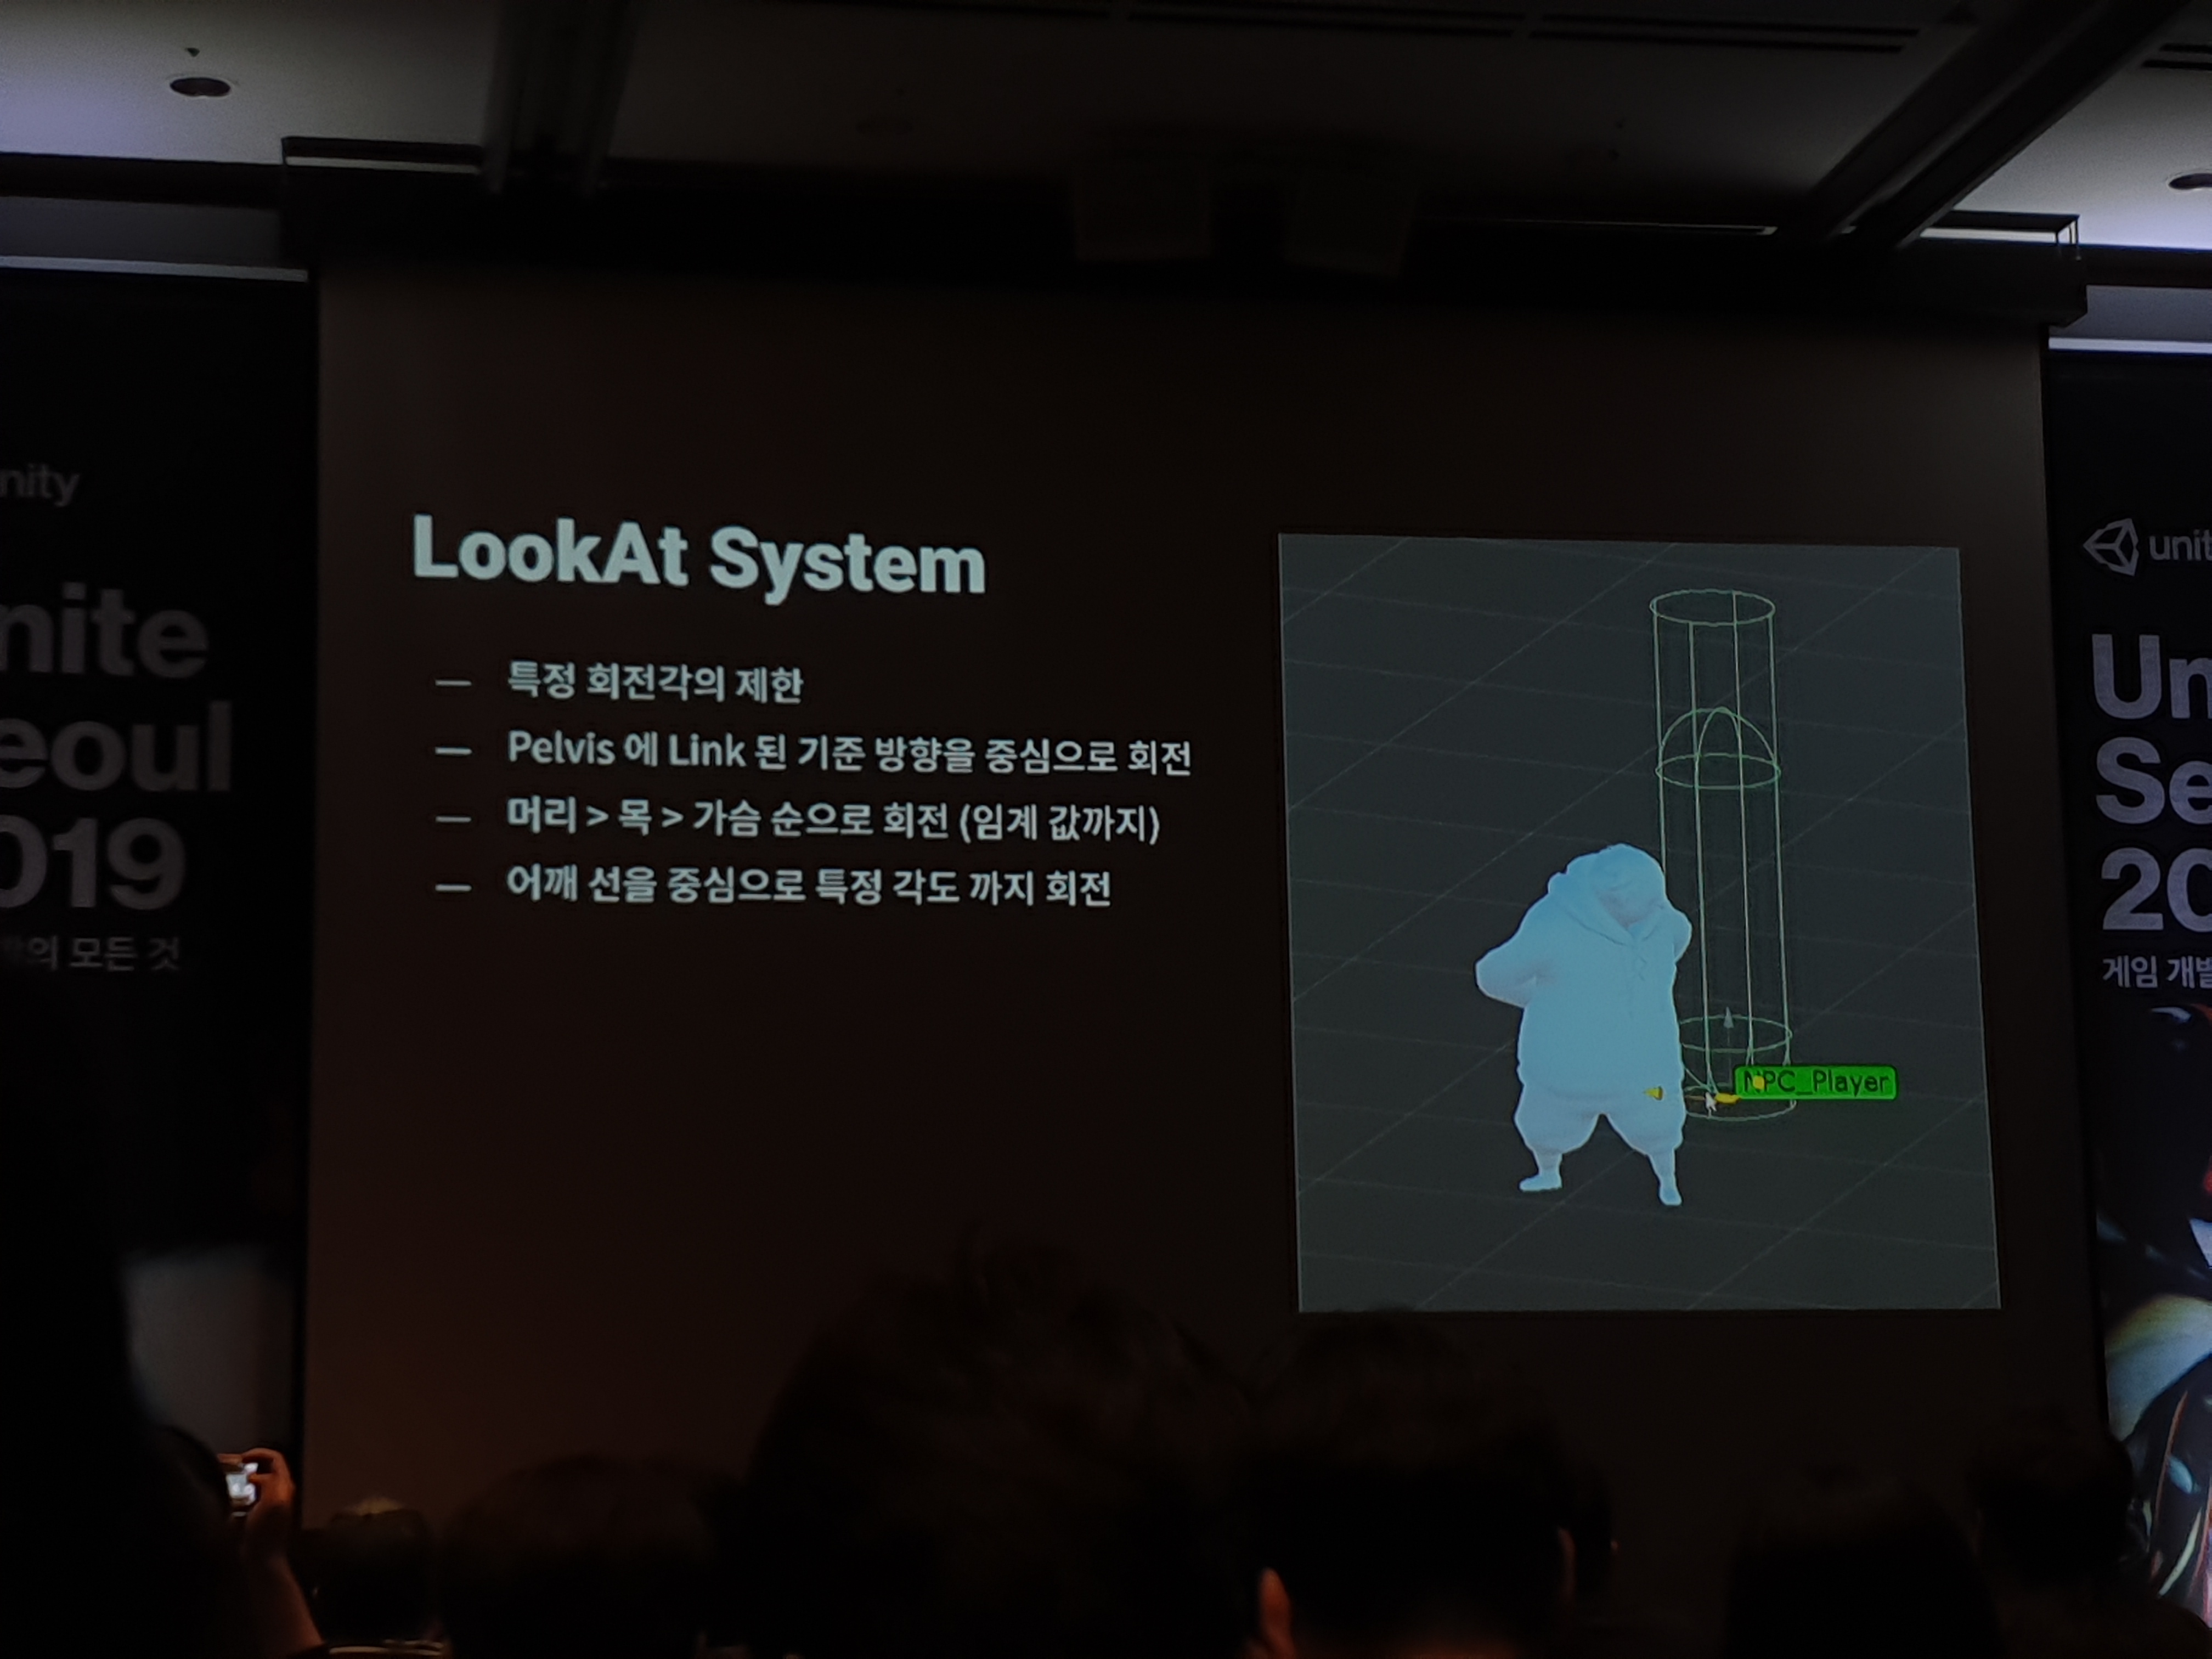 LookAt System
— 특정 회전각의 제한
— Pelvis 에 Link 된 기준 방향을 중심으로 회전
— 머리 > 목 > 가슴 순으로 회전 (임계 값까지)
— 어깨 선을 중심으로 특정 각도 까지 회전
NPC_Player
nity
nite
eoul
019
의 모든 것
unit
Un
Se
20
게임 개발